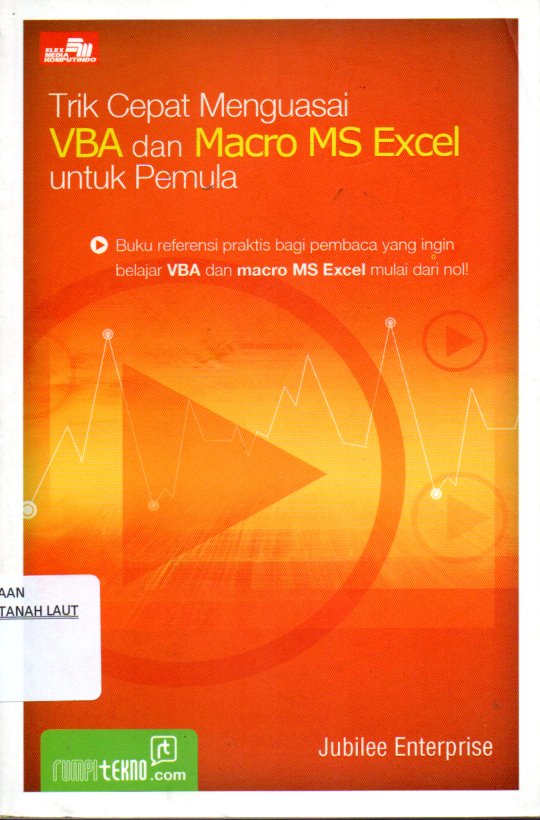 ELEX
MEDIA
KOMPUTINDO
Trik Cepat Menguasai
VBA dan Macro MS Excel
untuk Pemula
Buku referensi praktis bagi pembaca yang ingin
belajar VBA dan macro MS Excel mulai dari nol!
AAN
TANAH LAUT
rt
rumpitekno.com
Jubilee Enterprise